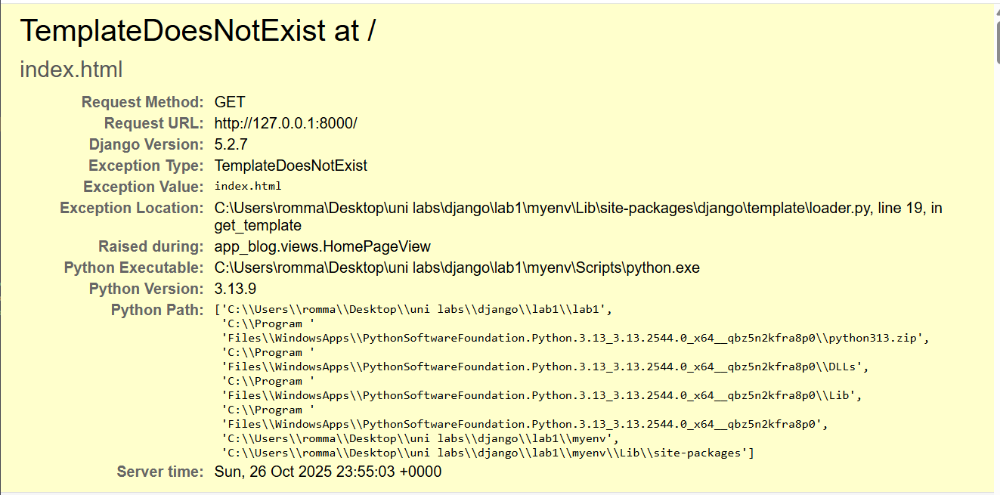 TemplateDoesNotExist at /
index.html
Request Method: GET
Request URL: http://127.0.0.1:8000/
Django Version: 5.2.7
Exception Type: TemplateDoesNotExist
Exception Value: index.html
Exception Location: C:\Users\romma\Desktop\uni labs\django\lab1\myenv\Lib\site-packages\django\template\loader.py, line 19, in
get_template
Raised during: app_blog.views.HomePageView
Python Executable: C:\Users\romma\Desktop\uni labs\django\lab1\myenv\Scripts\python.exe
Python Version: 3.13.9
Python Path: ['C:\\Users\\romma\\Desktop\\uni labs\\django\\lab1\\lab1',
'C:\\Program '
'Files\\WindowsApps\\PythonSoftwareFoundation.Python.3.13_3.13.2544.0_x64__qbz5n2kfra8p0\\python313.zip',
'C:\\Program '
'Files\\WindowsApps\\PythonSoftwareFoundation.Python.3.13_3.13.2544.0_x64__qbz5n2kfra8p0\\DLLs',
'C:\\Program '
'Files\\WindowsApps\\PythonSoftwareFoundation.Python.3.13_3.13.2544.0_x64__qbz5n2kfra8p0\\Lib',
'C:\\Program '
'Files\\WindowsApps\\PythonSoftwareFoundation.Python.3.13_3.13.2544.0_x64__qbz5n2kfra8p0',
'C:\\Users\\romma\\Desktop\\uni labs\\django\\lab1\\myenv',
'C:\\Users\\romma\\Desktop\\uni labs\\django\\lab1\\myenv\\Lib\\site-packages']
Server time: Sun, 26 Oct 2025 23:55:03 +0000